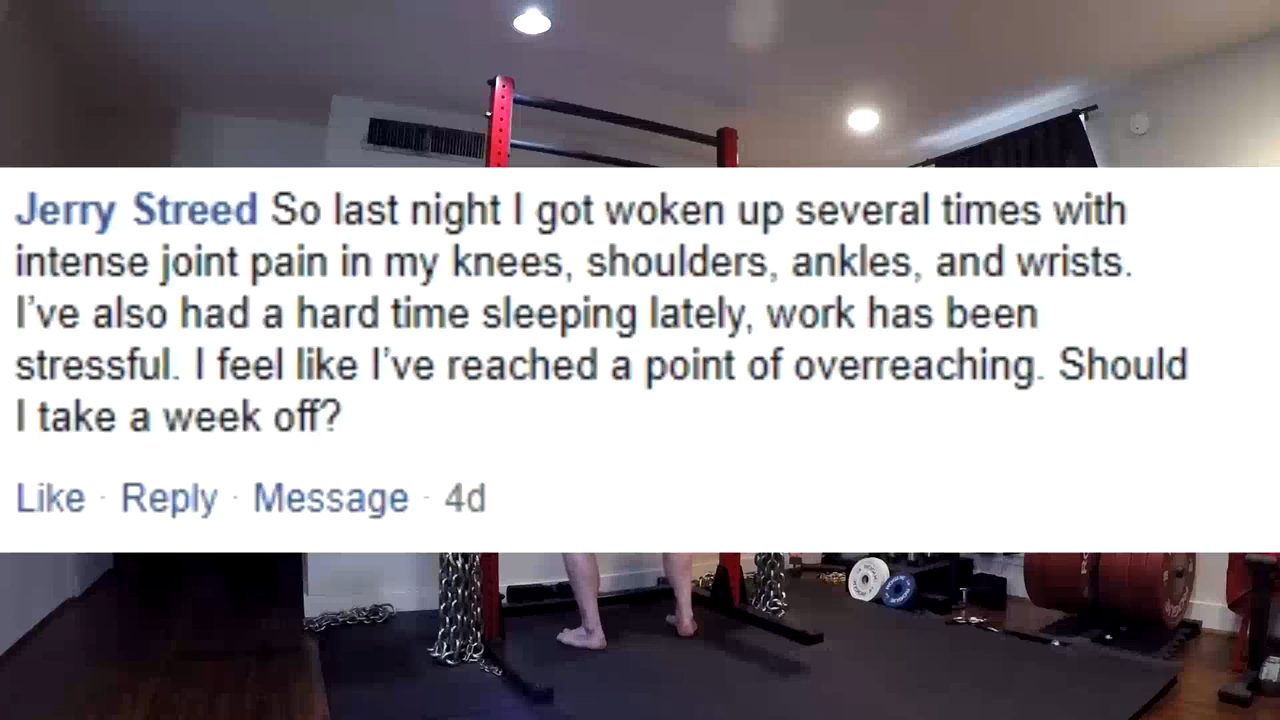 Jerry Streed So last night I got woken up several times with
intense joint pain in my knees, shoulders, ankles, and wrists.
I’ve also had a hard time sleeping lately, work has been
stressful. I feel like I’ve reached a point of overreaching. Should
I take a week off?
Like · Reply · Message · 4d